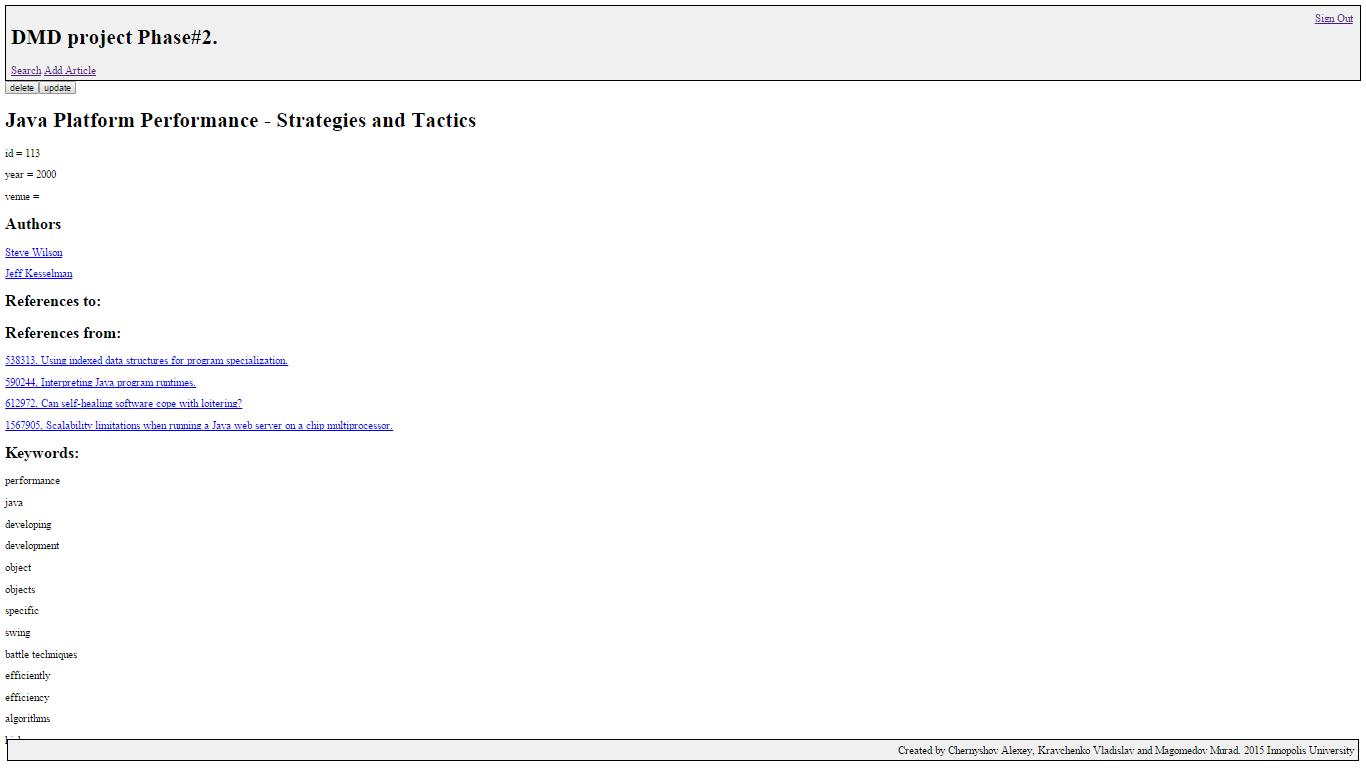 Sign Out
DMD project Phase#2.
Search Add Article
delete update
Java Platform Performance - Strategies and Tactics
id = 113
year = 2000
venue =
Authors
Steve Wilson
Jeff Kesselman
References to:
References from:
538313. Using indexed data structures for program specialization.
590244. Interpreting Java program runtimes.
612972. Can self-healing software cope with loitering?
1567905. Scalability limitations when running a Java web server on a chip multiprocessor.
Keywords:
performance
java
developing
development
object
objects
specific
swing
battle techniques
efficiently
efficiency
algorithms
Created by Chernyshov Alexey, Kravchenko Vladislav and Magomedov Murad. 2015 Innopolis University